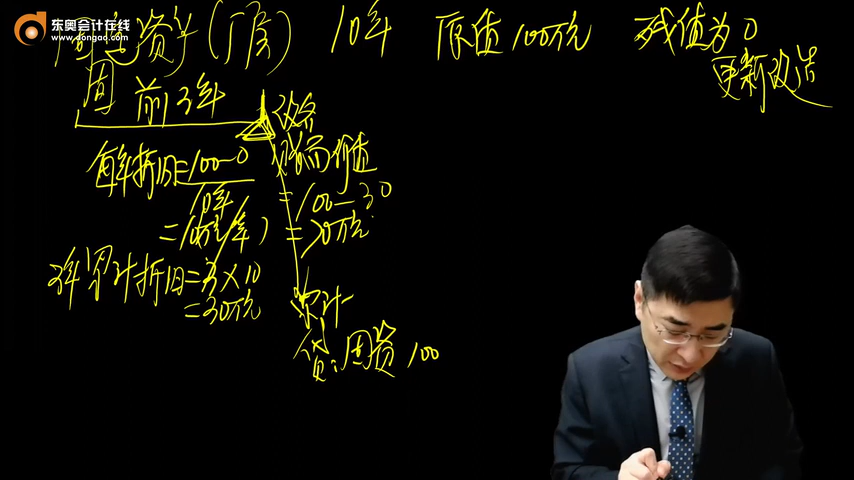 东奥会计在线
www.dongao.com
固定资产(厂房) 10年 原值100万元 残值为0
更新改造
固 前3年 改造
账面价值
每年折旧=100-0
10年
=100-30
=10万元/年 =70万元
3年累计折旧=3×10
=30万元
贷:固资 100